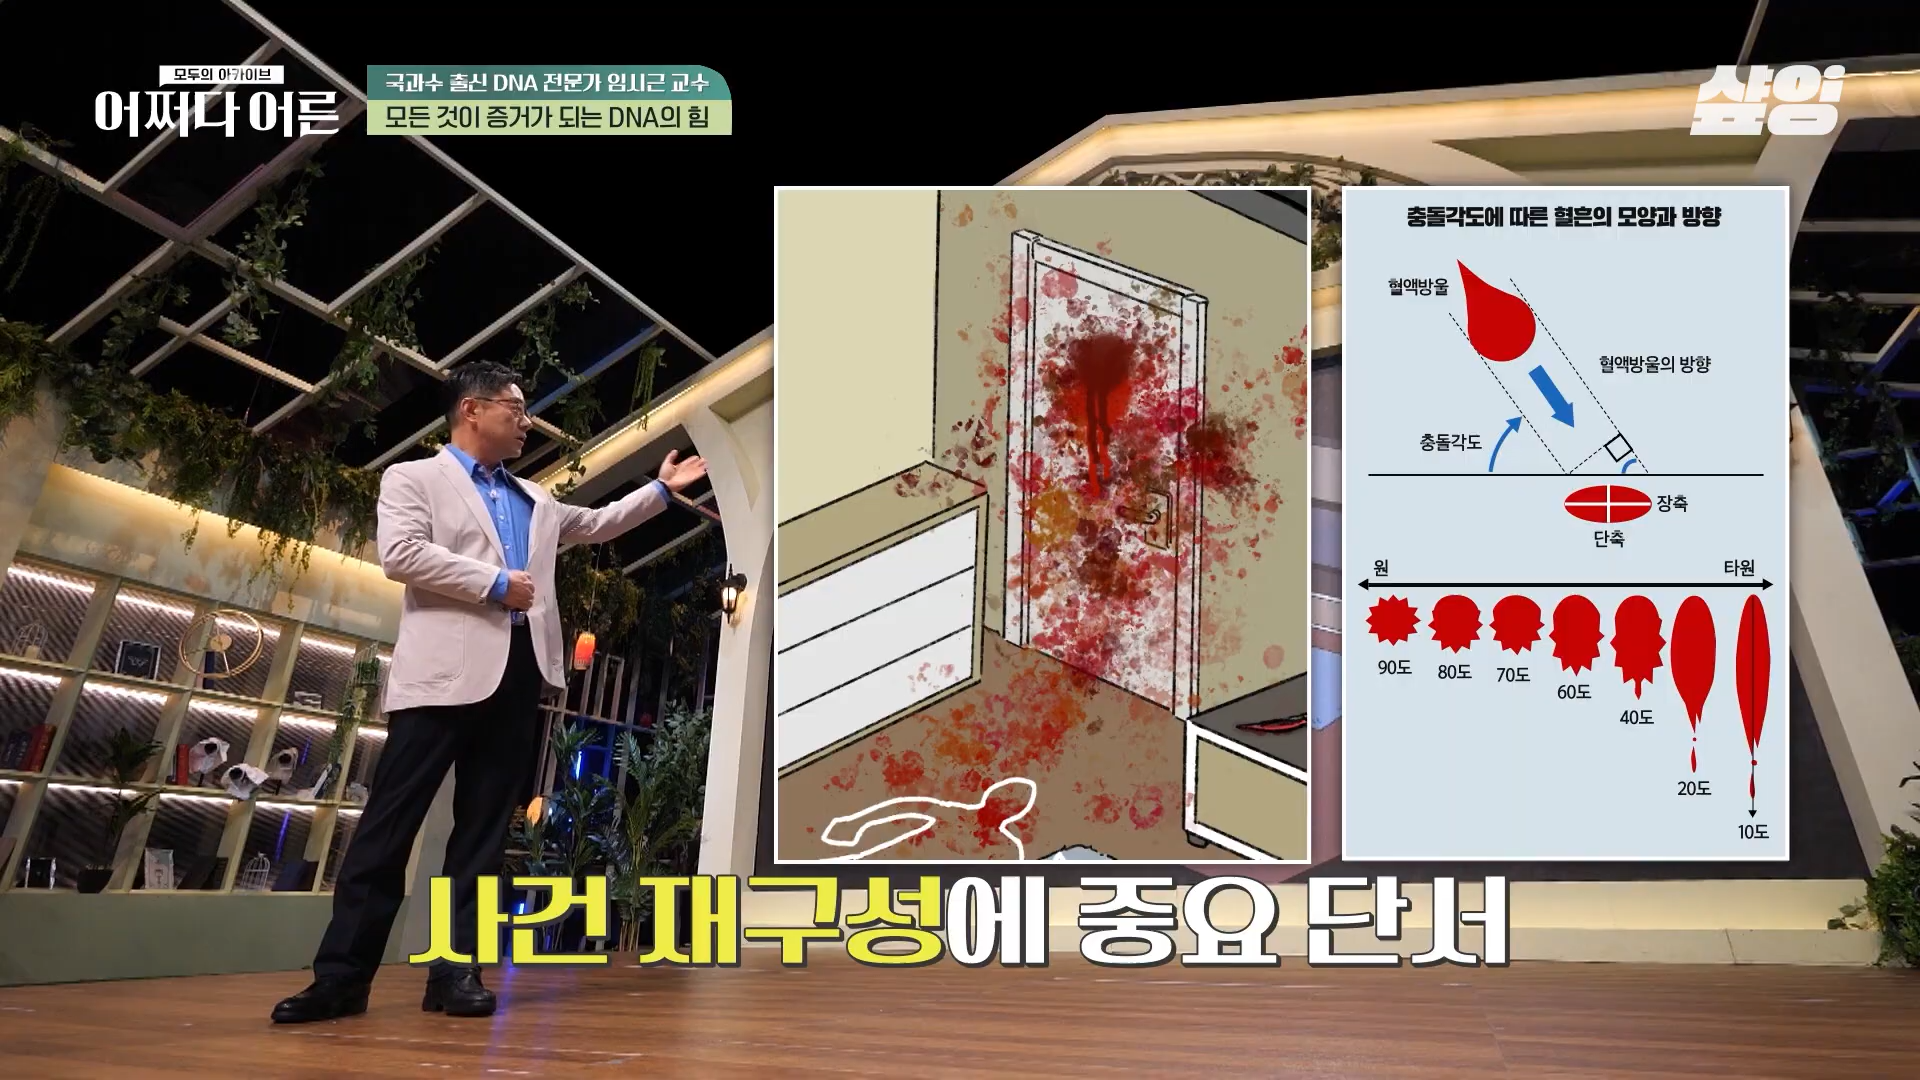 모두의 아카이브
어쩌다 어른
국과수 출신 DNA 전문가 임시근 교수
모든 것이 증거가 되는 DNA의 힘
샾잉
충돌각도에 따른 혈흔의 모양과 방향
혈액방울
혈액방울의 방향
충돌각도
장축
단축
원
타원
90도
80도
70도
60도
40도
20도
10도
사건 재구성에 중요 단서